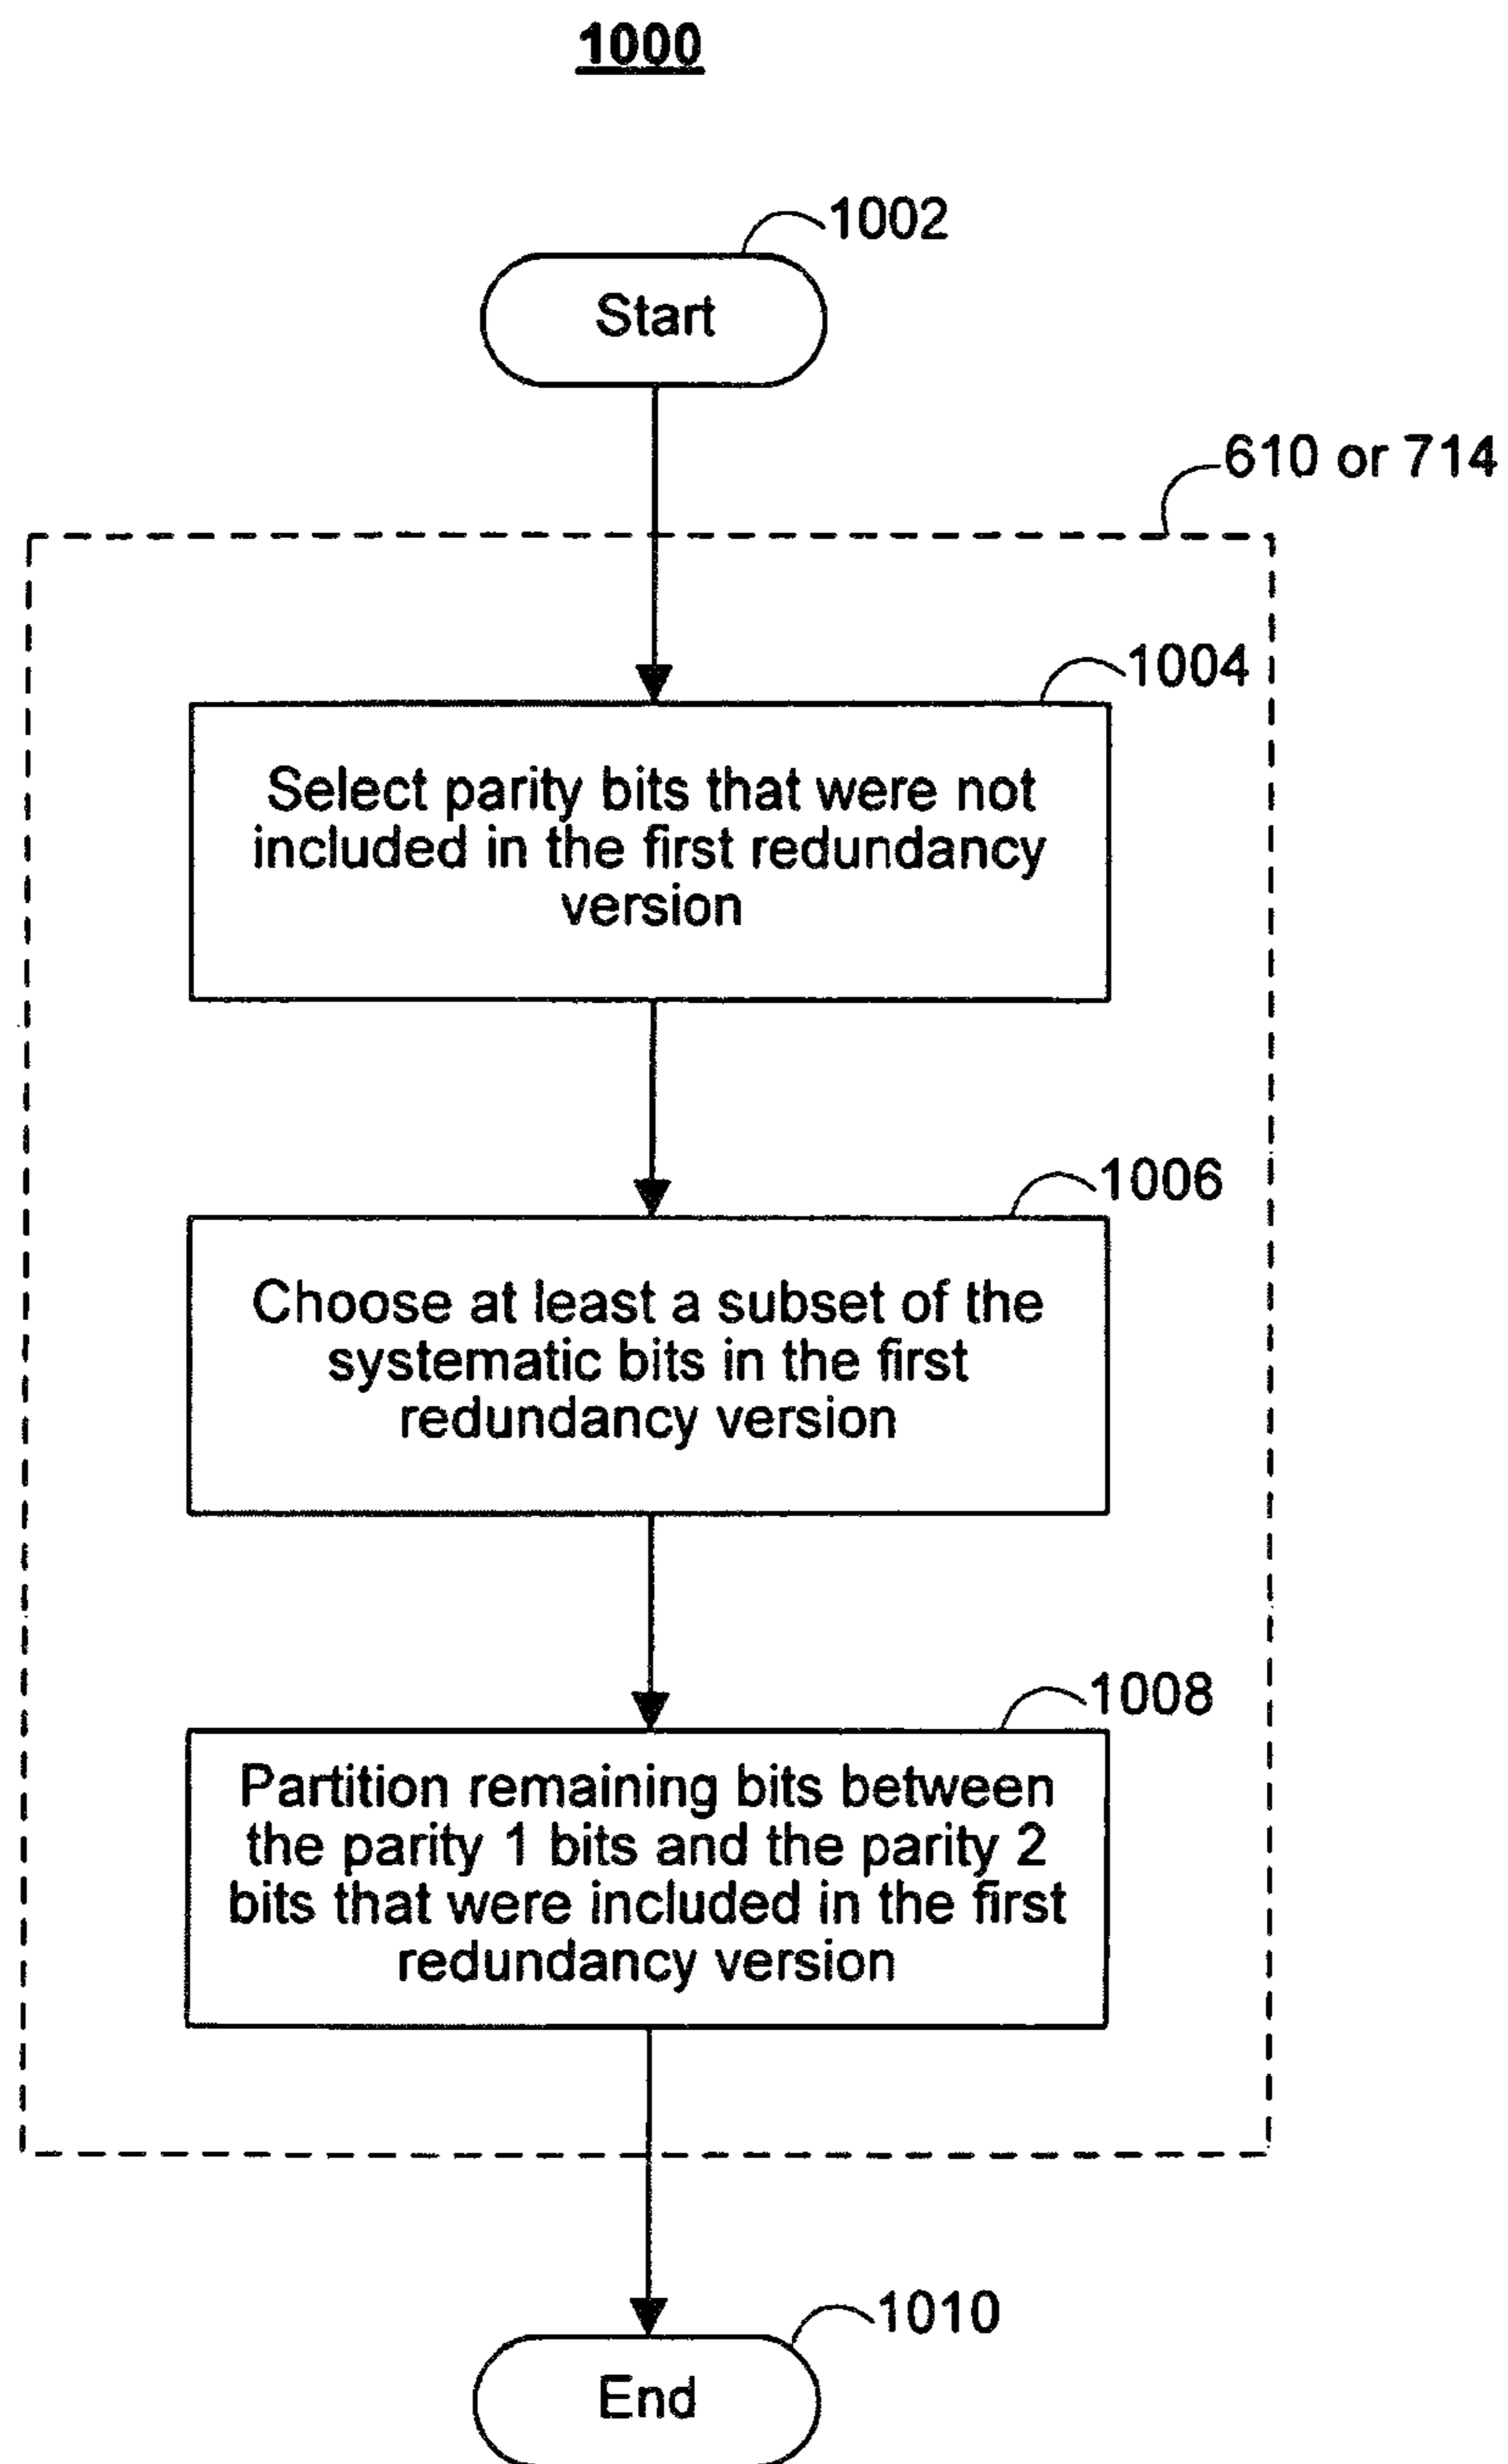 1000
1002
Start
610 or 714
1004
Select parity bits that were not
included in the first redundancy
version
1006
Choose at least a subset of the
systematic bits in the first
redundancy version
1008
Partition remaining bits between
the parity 1 bits and the parity 2
bits that were included in the first
redundancy version
1010
End